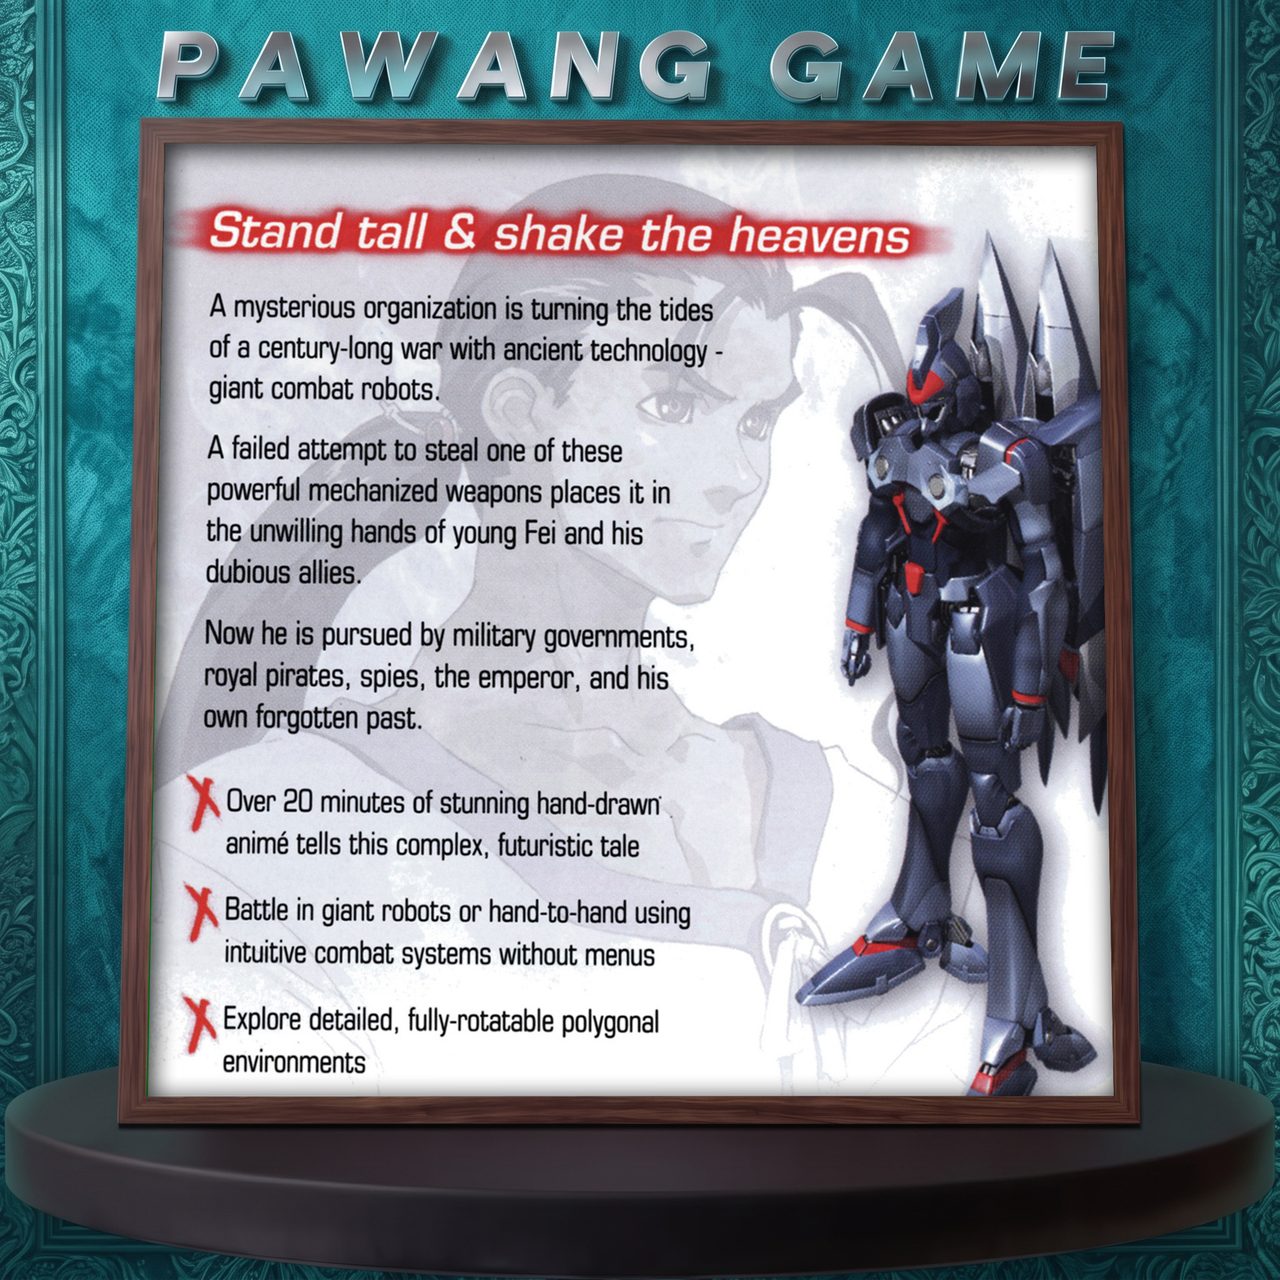 PAWANG GAME
Stand tall & shake the heavens
A mysterious organization is turning the tides
of a century-long war with ancient technology -
giant combat robots.
A failed attempt to steal one of these
powerful mechanized weapons places it in
the unwilling hands of young Fei and his
dubious allies.
Now he is pursued by military governments,
royal pirates, spies, the emperor, and his
own forgotten past.
Over 20 minutes of stunning hand-drawn
animé tells this complex, futuristic tale
Battle in giant robots or hand-to-hand using
intuitive combat systems without menus
Explore detailed, fully-rotatable polygonal
environments